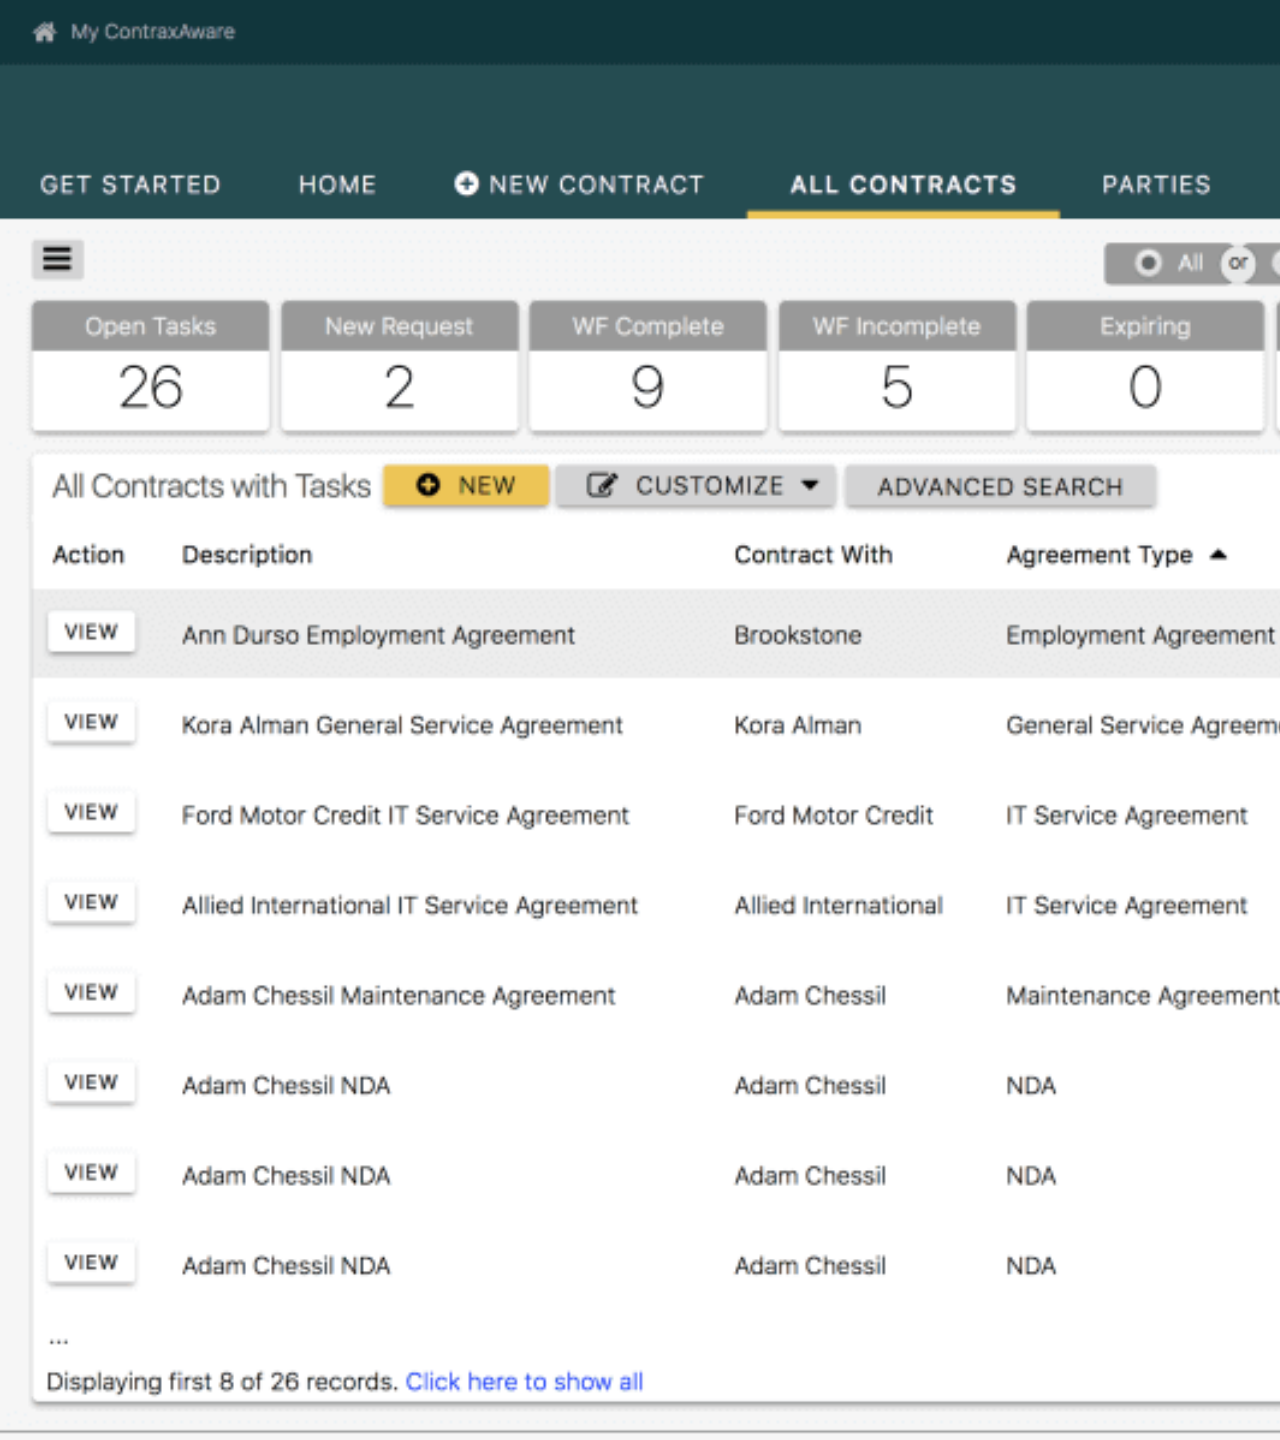 My ContraxAware
GET STARTED HOME NEW CONTRACT ALL CONTRACTS PARTIES
All or
Open Tasks New Request WF Complete WF Incomplete Expiring
26 2 9 5 0
All Contracts with Tasks NEW CUSTOMIZE ADVANCED SEARCH
Action Description Contract With Agreement Type
VIEW Ann Durso Employment Agreement Brookstone Employment Agreement
VIEW Kora Alman General Service Agreement Kora Alman General Service Agreem
VIEW Ford Motor Credit IT Service Agreement Ford Motor Credit IT Service Agreement
VIEW Allied International IT Service Agreement Allied International IT Service Agreement
VIEW Adam Chessil Maintenance Agreement Adam Chessil Maintenance Agreement
VIEW Adam Chessil NDA Adam Chessil NDA
VIEW Adam Chessil NDA Adam Chessil NDA
VIEW Adam Chessil NDA Adam Chessil NDA
...
Displaying first 8 of 26 records. Click here to show all